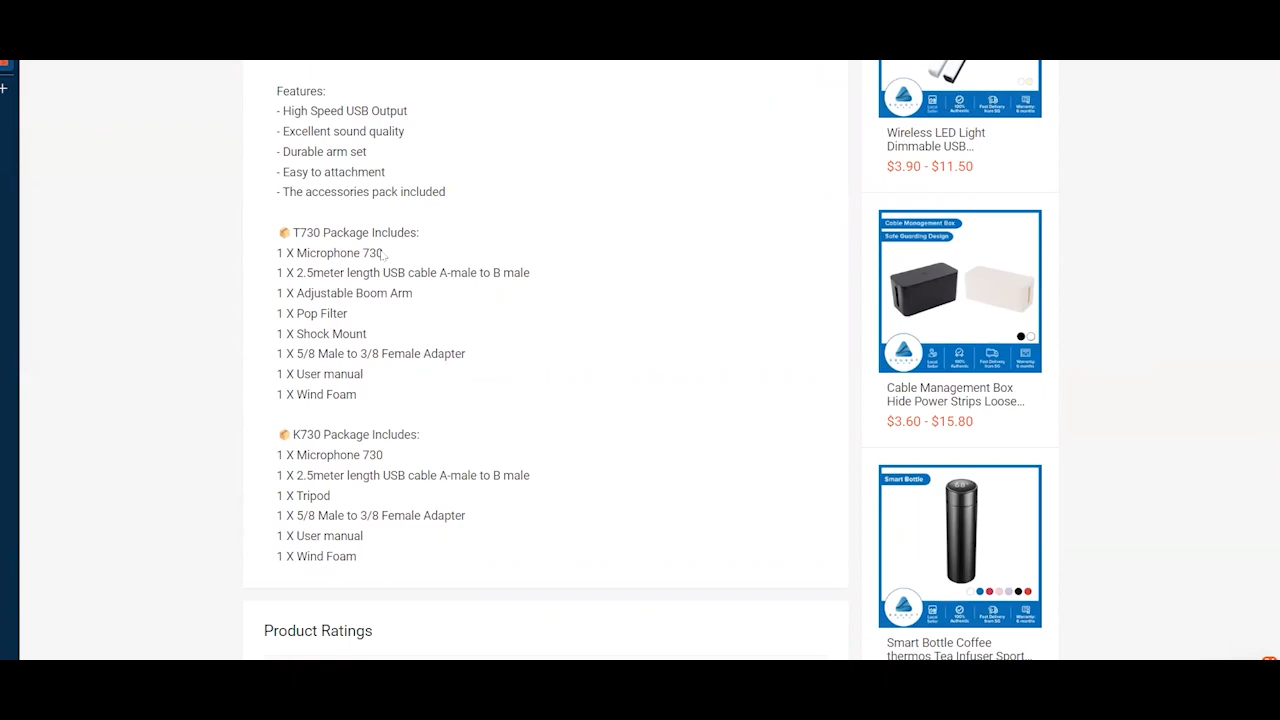 Features:
- High Speed USB Output
- Excellent sound quality
- Durable arm set
- Easy to attachment
- The accessories pack included
T730 Package Includes:
1 X Microphone 730
1 X 2.5meter length USB cable A-male to B male
1 X Adjustable Boom Arm
1 X Pop Filter
1 X Shock Mount
1 X 5/8 Male to 3/8 Female Adapter
1 X User manual
1 X Wind Foam
K730 Package Includes:
1 X Microphone 730
1 X 2.5meter length USB cable A-male to B male
1 X Tripod
1 X 5/8 Male to 3/8 Female Adapter
1 X User manual
1 X Wind Foam
Product Ratings
Wireless LED Light
Dimmable USB...
$3.90 - $11.50
Cable Management Box
Safe Guarding Design
Cable Management Box
Hide Power Strips Loose...
$3.60 - $15.80
Smart Bottle
Smart Bottle Coffee
thermos Tea Infuser Sport...